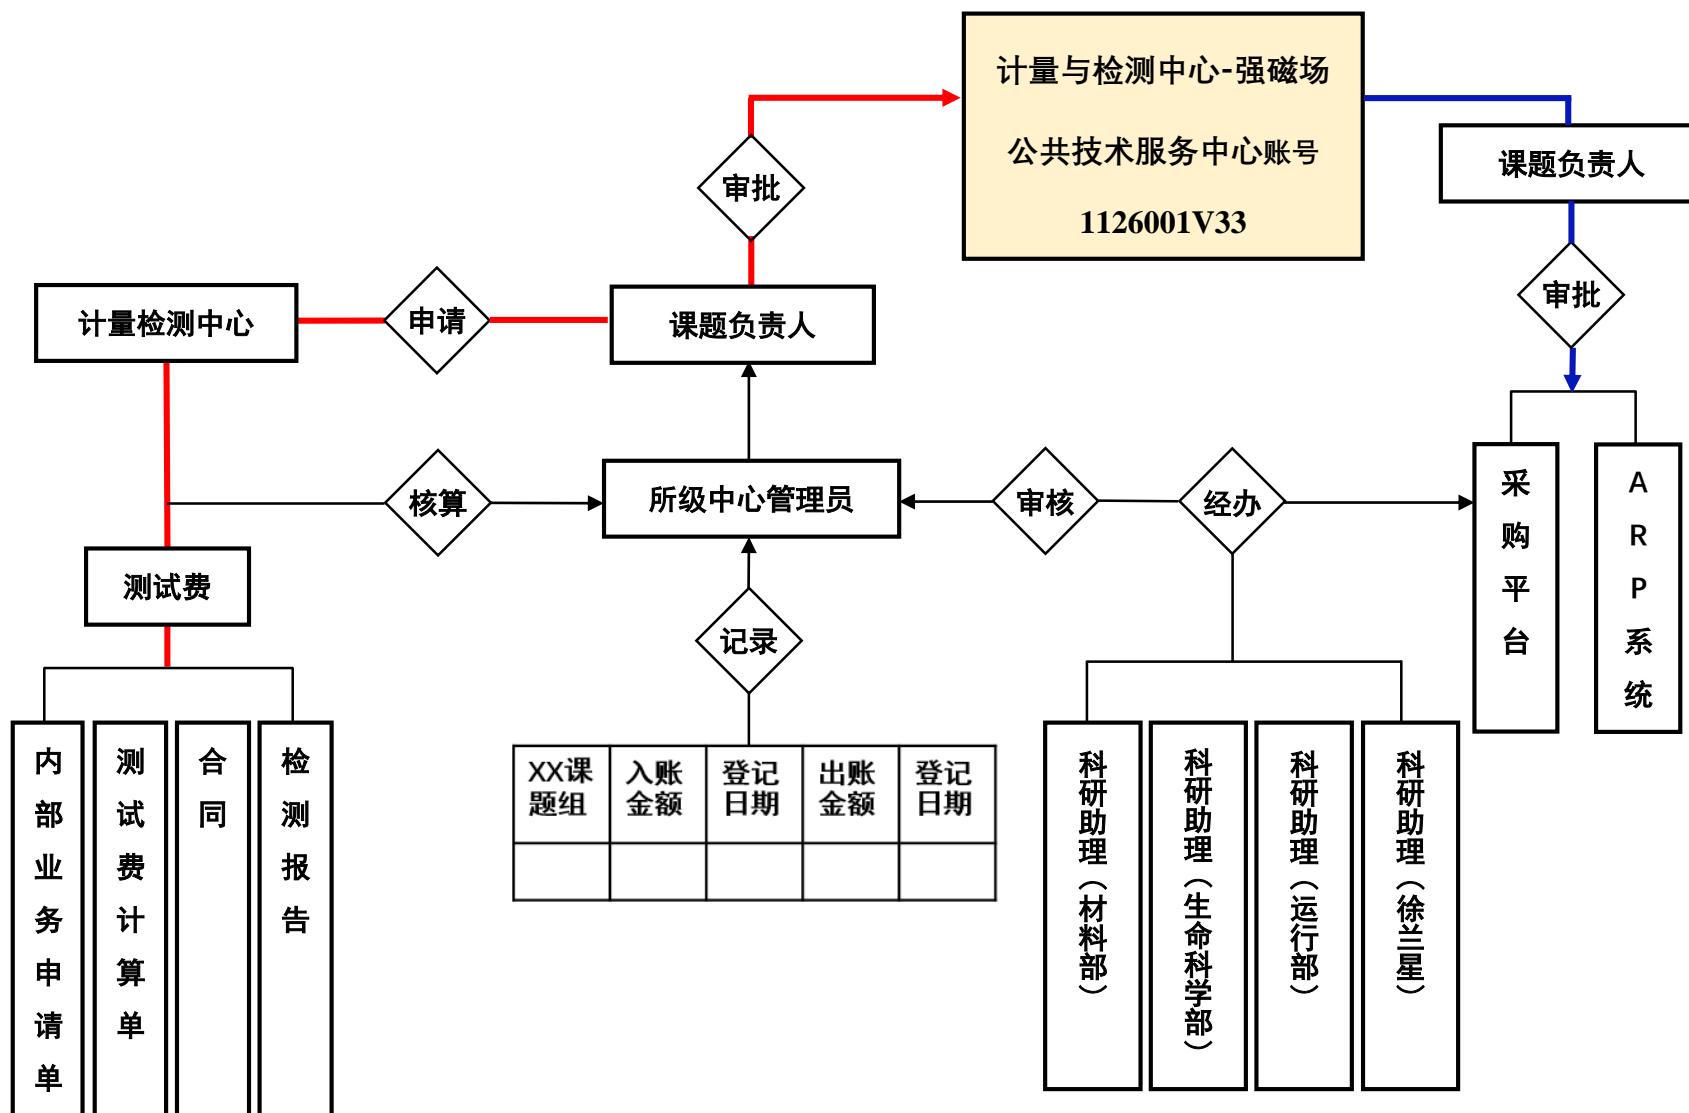 计量与检测中心-强磁场
公共技术服务中心账号
1126001V33
课题负责人
审批
审批
计量检测中心
申请
课题负责人
核算
所级中心管理员
审核
经办
采购平台
ARP系统
测试费
记录
内部业务申请单
测试费计算单
合同
检测报告
XX课题组
入账金额
登记日期
出账金额
登记日期
科研助理（材料部）
科研助理（生命科学部）
科研助理（运行部）
科研助理（徐兰星）